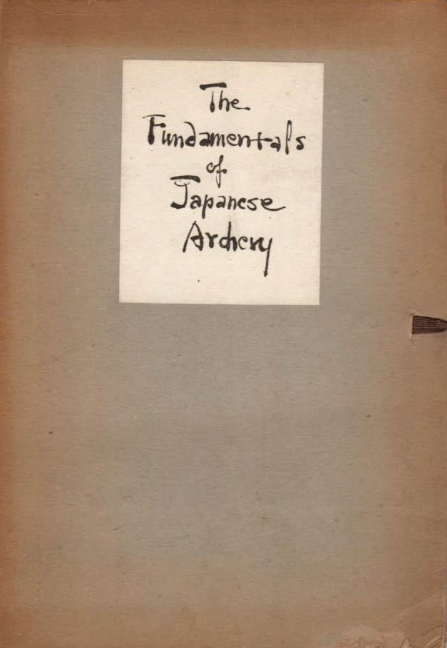 The
Fundamentals
of
Japanese
Archery